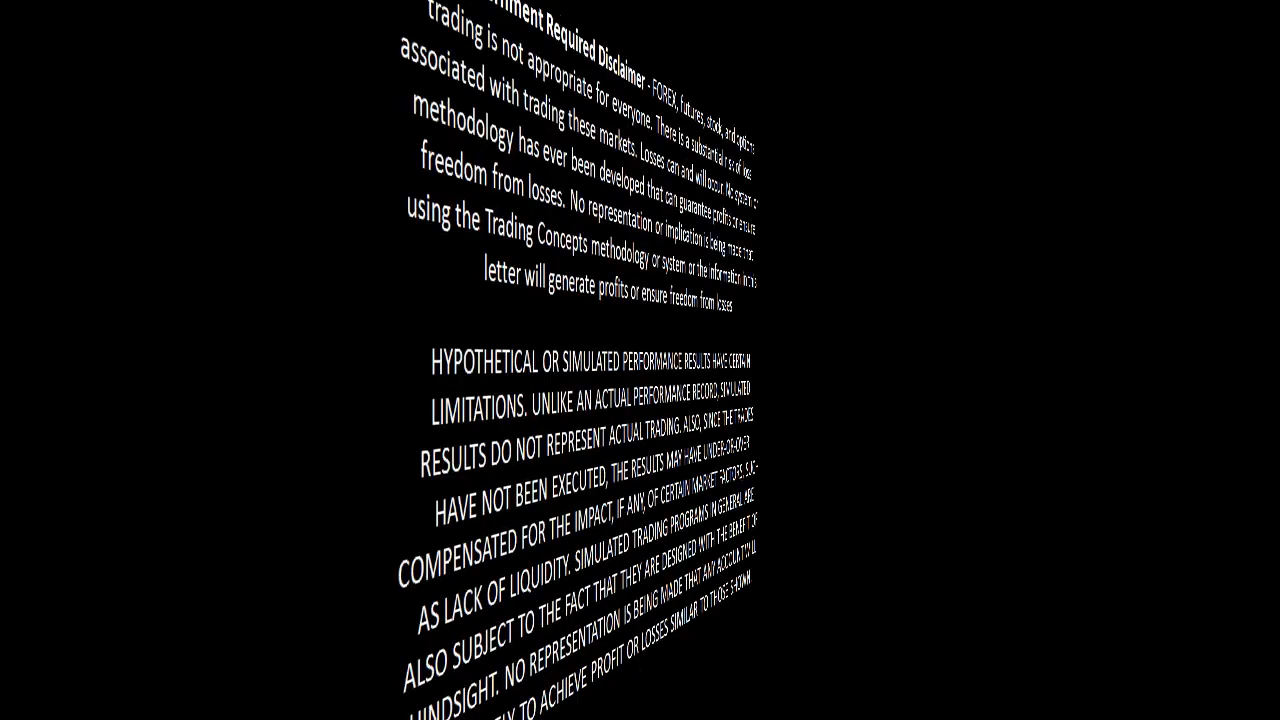 Required Disclaimer - FOREX, futures, stock, and options
trading is not appropriate for everyone. There is a substantial risk of loss
associated with trading these markets. Losses can and will occur. No system or
methodology has ever been developed that can guarantee profits or ensure
freedom from losses. No representation or implication is being made that
using the Trading Concepts methodology or system or the information in this
letter will generate profits or ensure freedom from losses
HYPOTHETICAL OR SIMULATED PERFORMANCE RESULTS HAVE CERTAIN
LIMITATIONS. UNLIKE AN ACTUAL PERFORMANCE RECORD, SIMULATED
RESULTS DO NOT REPRESENT ACTUAL TRADING. ALSO, SINCE THE TRADES
HAVE NOT BEEN EXECUTED, THE RESULTS MAY HAVE UNDER-OR-OVER
COMPENSATED FOR THE IMPACT, IF ANY, OF CERTAIN MARKET FACTORS, SUCH
AS LACK OF LIQUIDITY. SIMULATED TRADING PROGRAMS IN GENERAL ARE
ALSO SUBJECT TO THE FACT THAT THEY ARE DESIGNED WITH THE BENEFIT OF
HINDSIGHT. NO REPRESENTATION IS BEING MADE THAT ANY ACCOUNT WILL
TO ACHIEVE PROFIT OR LOSSES SIMILAR TO THOSE SHOWN.